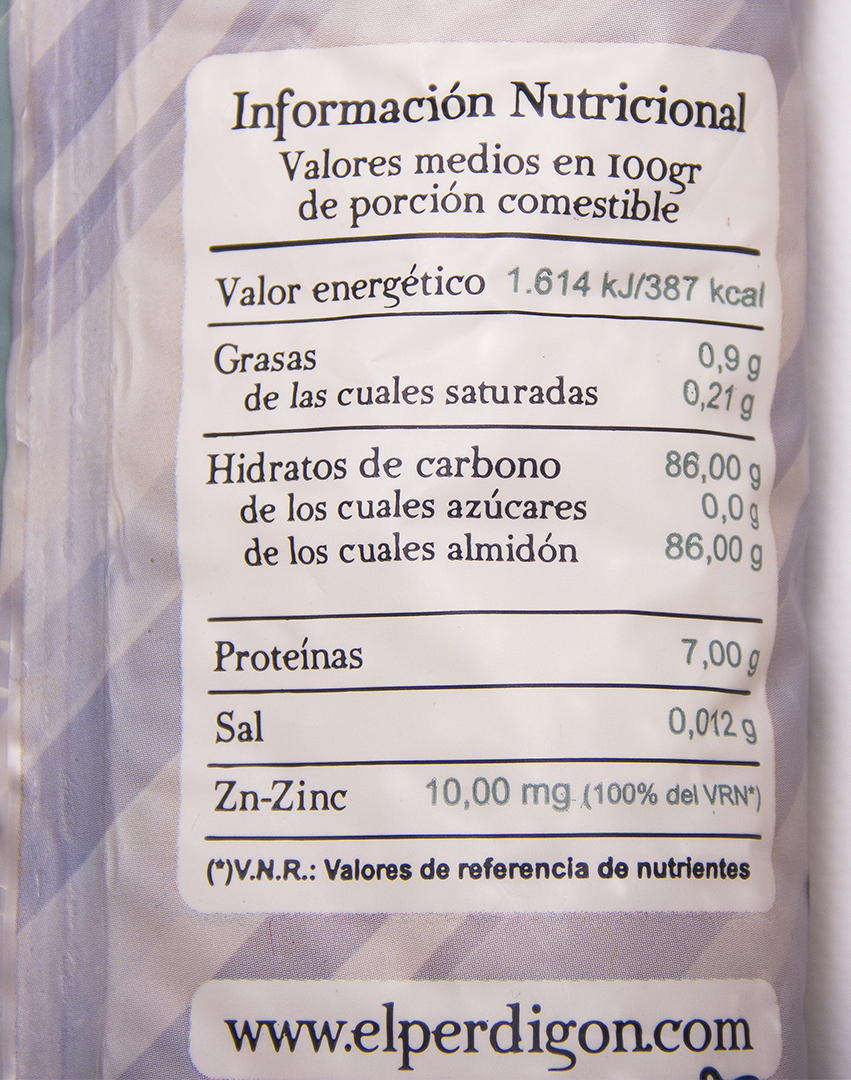 Información Nutricional
Valores medios en 100gr
de porción comestible
Valor energético 1.614 kJ/387 kcal
Grasas 0,9 g
de las cuales saturadas 0,21 g
Hidratos de carbono 86,00 g
de los cuales azúcares 0,0 g
de los cuales almidón 86,00 g
Proteínas 7,00 g
Sal 0,012 g
Zn-Zinc 10,00 mg (100% del VRN*)
(*)V.N.R.: Valores de referencia de nutrientes
www.elperdigon.com